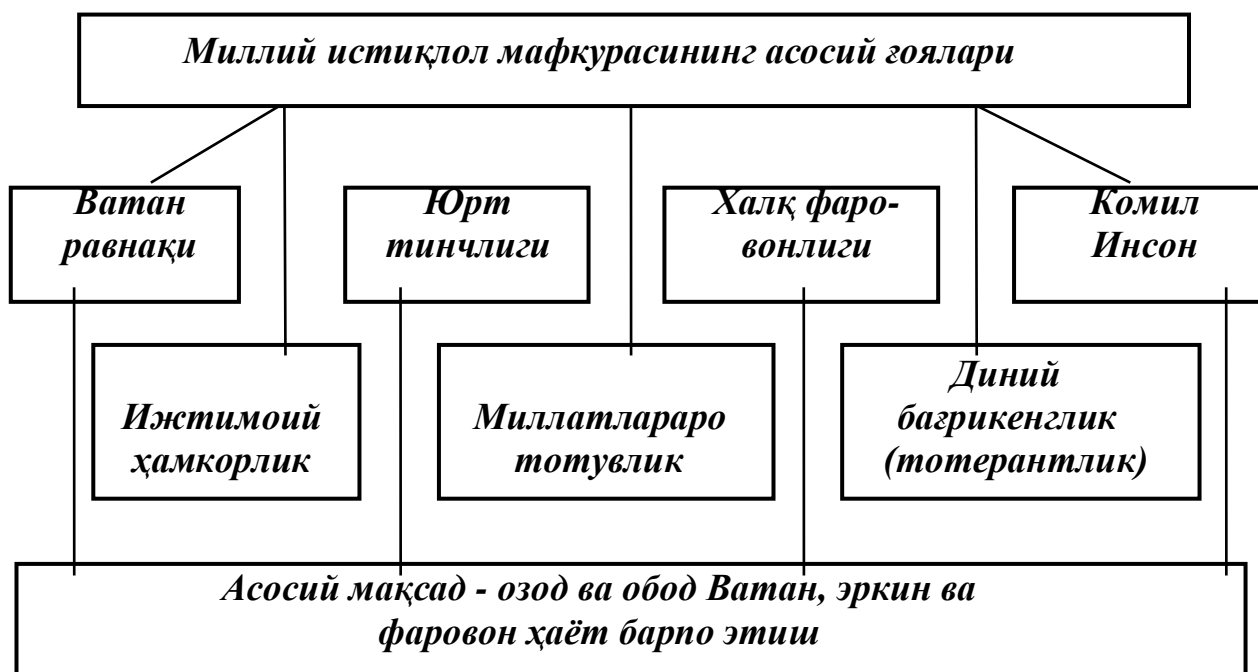 Миллий истиқлол мафкурасининг асосий ғоялари
Ватан
равнақи
Юрт
тинчлиги
Халқ фаро-
вонлиги
Комил
Инсон
Ижтимоий
ҳамкорлик
Миллатлараро
тотувлик
Диний
бағрикенглик
(тотерантлик)
Асосий мақсад - озод ва обод Ватан, эркин ва
фаровон ҳаёт барпо этиш